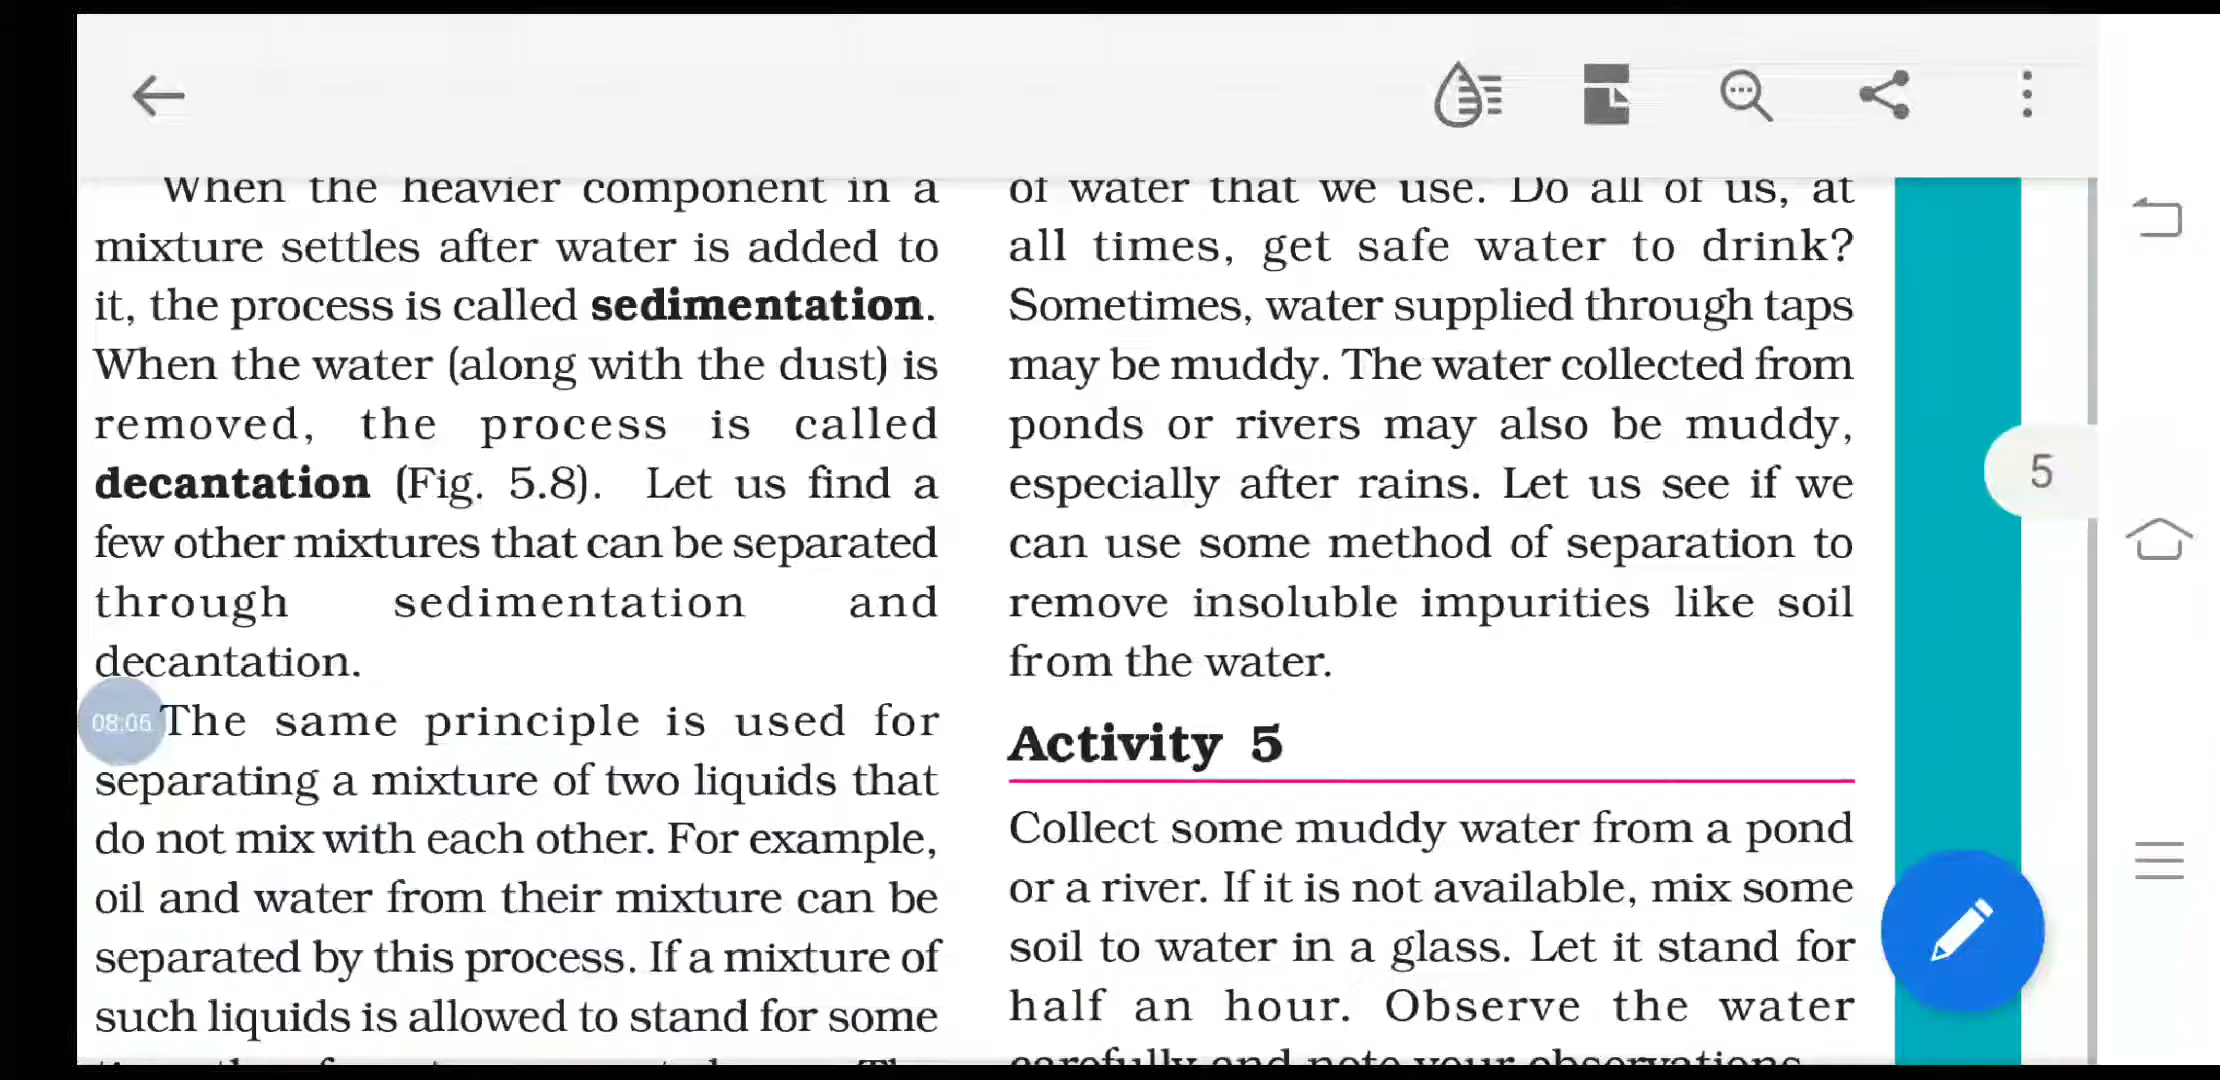 When the heavier component in a
mixture settles after water is added to
it, the process is called sedimentation.
When the water (along with the dust) is
removed, the process is called
decantation (Fig. 5.8). Let us find a
few other mixtures that can be separated
through sedimentation and
decantation.
The same principle is used for
separating a mixture of two liquids that
do not mix with each other. For example,
oil and water from their mixture can be
separated by this process. If a mixture of
such liquids is allowed to stand for some
08:05
of water that we use. Do all of us, at
all times, get safe water to drink?
Sometimes, water supplied through taps
may be muddy. The water collected from
ponds or rivers may also be muddy,
especially after rains. Let us see if we
can use some method of separation to
remove insoluble impurities like soil
from the water.
Activity 5
Collect some muddy water from a pond
or a river. If it is not available, mix some
soil to water in a glass. Let it stand for
half an hour. Observe the water
carefully and note your observations.
5